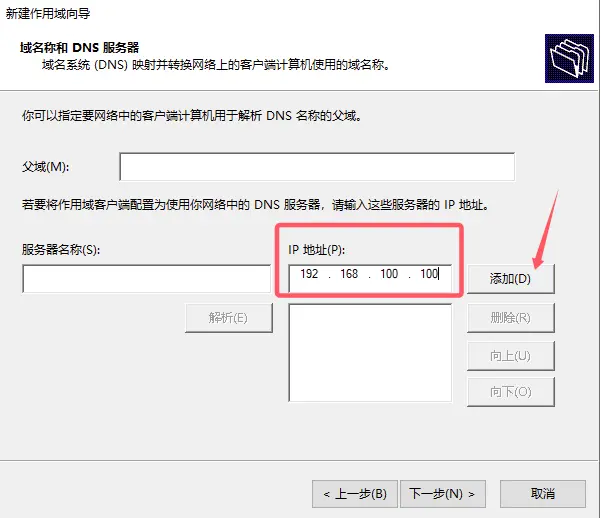 新建作用域向导
域名称和 DNS 服务器
域名系统 (DNS) 映射并转换网络上的客户端计算机使用的域名称。
你可以指定要网络中的客户端计算机用于解析 DNS 名称的父域。
父域(M):
若要将作用域客户端配置为使用你网络中的 DNS 服务器，请输入这些服务器的 IP 地址。
服务器名称(S):
IP 地址(P):
192 . 168 . 100 . 100
添加(D)
解析(E)
删除(R)
向上(U)
向下(O)
< 上一步(B)
下一步(N) >
取消